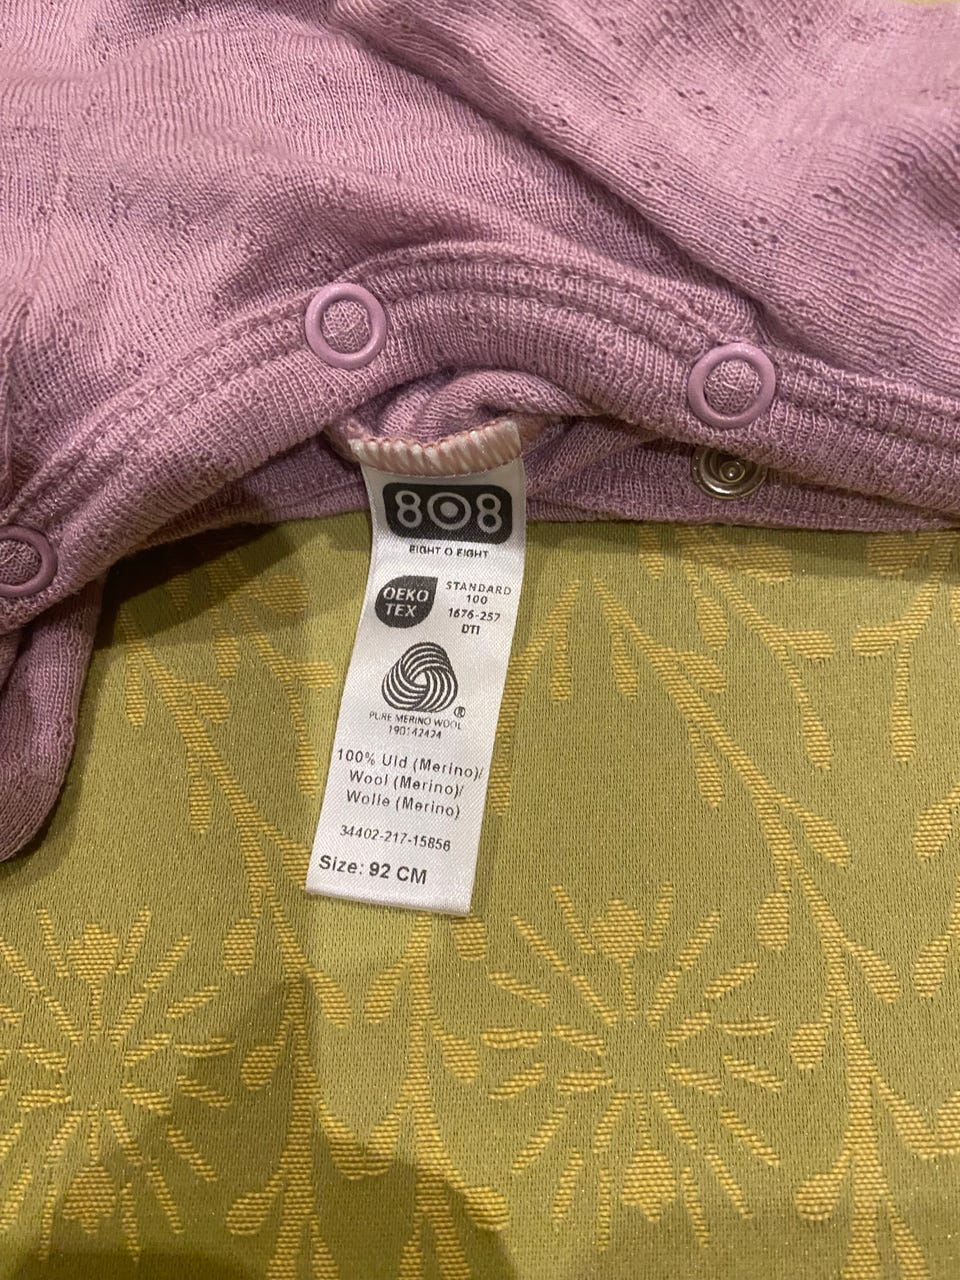 808
EIGHT O EIGHT
OEKO
TEX
STANDARD
100
1676-257
DTI
®
PURE MERINO WOOL
190142424
100% Uld (Merino)/
Wool (Merino)/
Wolle (Merino)
34402-217-15856
Size: 92 CM